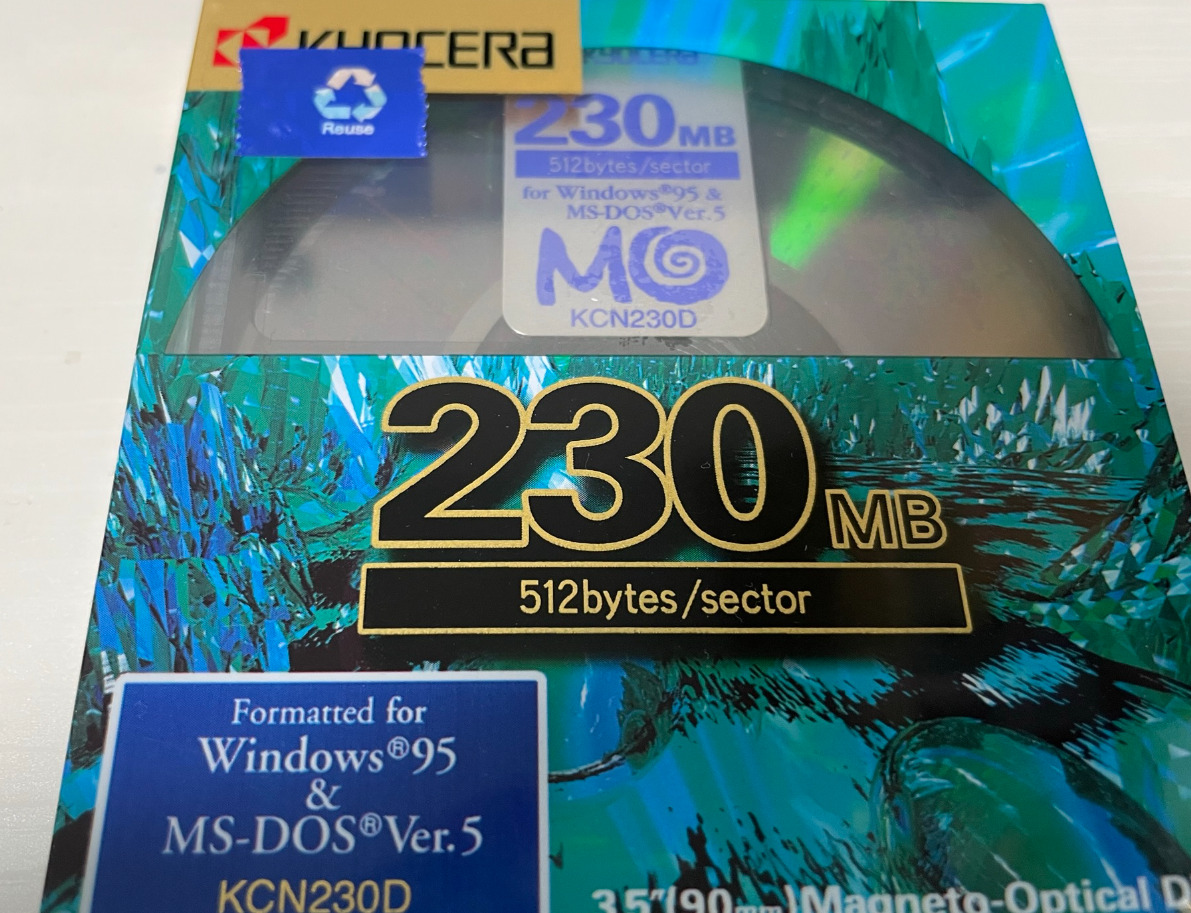 KYOCERA
Reuse
KYOCERA
230MB
512bytes/sector
for Windows®95 &
MS-DOS®Ver.5
MO
KCN230D
230MB
512bytes/sector
Formatted for
Windows®95
&
MS-DOS®Ver.5
KCN230D
3.5"(90mm)Magneto-Optical D